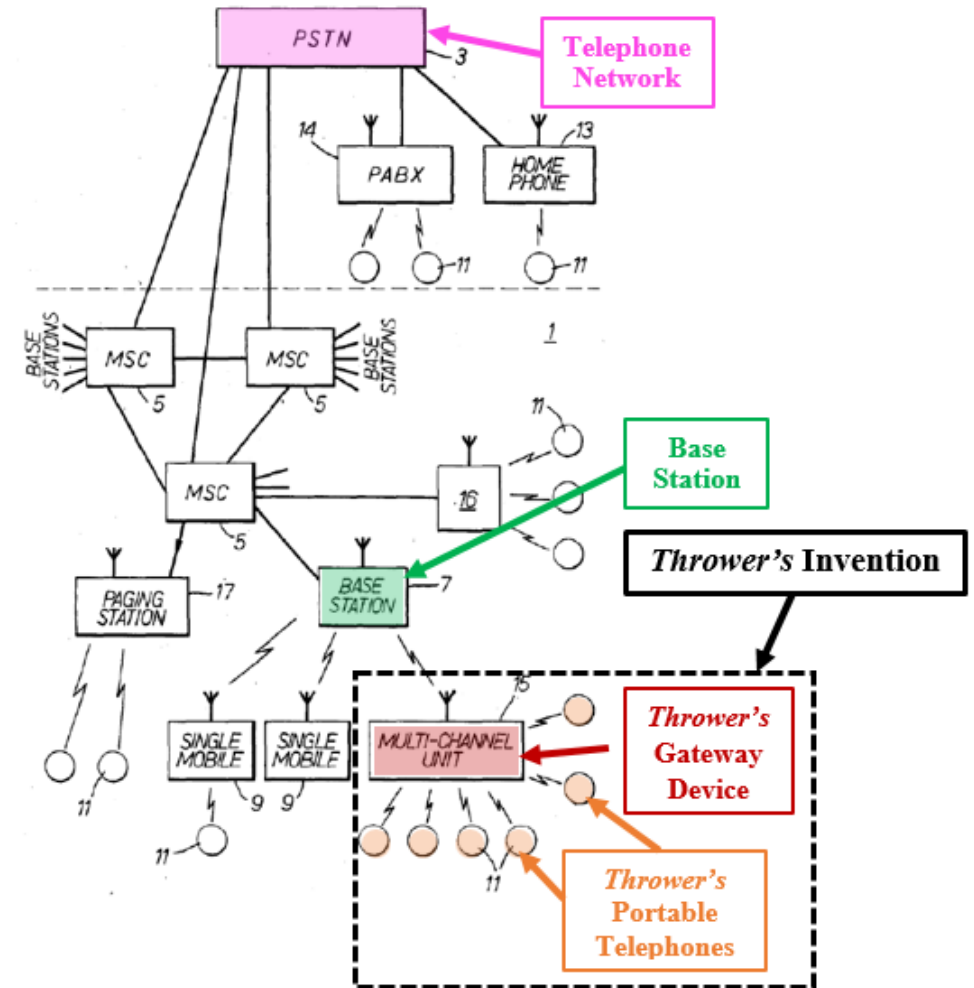 PSTN
3
Telephone
Network
14
PABX
13
HOME
PHONE
11
11
BASE
STATIONS
MSC
5
MSC
5
BASE
STATIONS
1
11
MSC
5
16
Base
Station
Thrower's Invention
PAGING
STATION
17
BASE
STATION
7
11
SINGLE
MOBILE
9
SINGLE
MOBILE
9
15
MULTI-CHANNEL
UNIT
Thrower's
Gateway
Device
11
11
Thrower's
Portable
Telephones